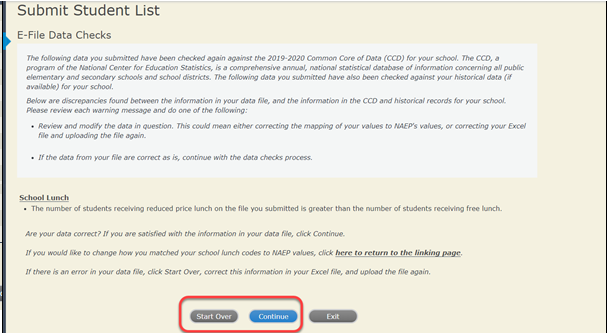 Submit Student List
E-File Data Checks
The following data you submitted have been checked again against the 2019-2020 Common Core of Data (CCD) for your school. The CCD, a
program of the National Center for Education Statistics, is a comprehensive annual, national statistical database of information concerning all public
elementary and secondary schools and school districts. The following data you submitted have also been checked against your historical data (if
available) for your school.
Below are discrepancies found between the information in your data file, and the information in the CCD and historical records for your school.
Please review each warning message and do one of the following:
• Review and modify the data in question. This could mean either correcting the mapping of your values to NAEP's values, or correcting your Excel
file and uploading the file again.
• If the data from your file are correct as is, continue with the data checks process.
School Lunch
• The number of students receiving reduced price lunch on the file you submitted is greater than the number of students receiving free lunch.
Are your data correct? If you are satisfied with the information in your data file, click Continue.
If you would like to change how you matched your school lunch codes to NAEP values, click here to return to the linking page.
If there is an error in your data file, click Start Over, correct this information in your Excel file, and upload the file again.
Start Over Continue Exit